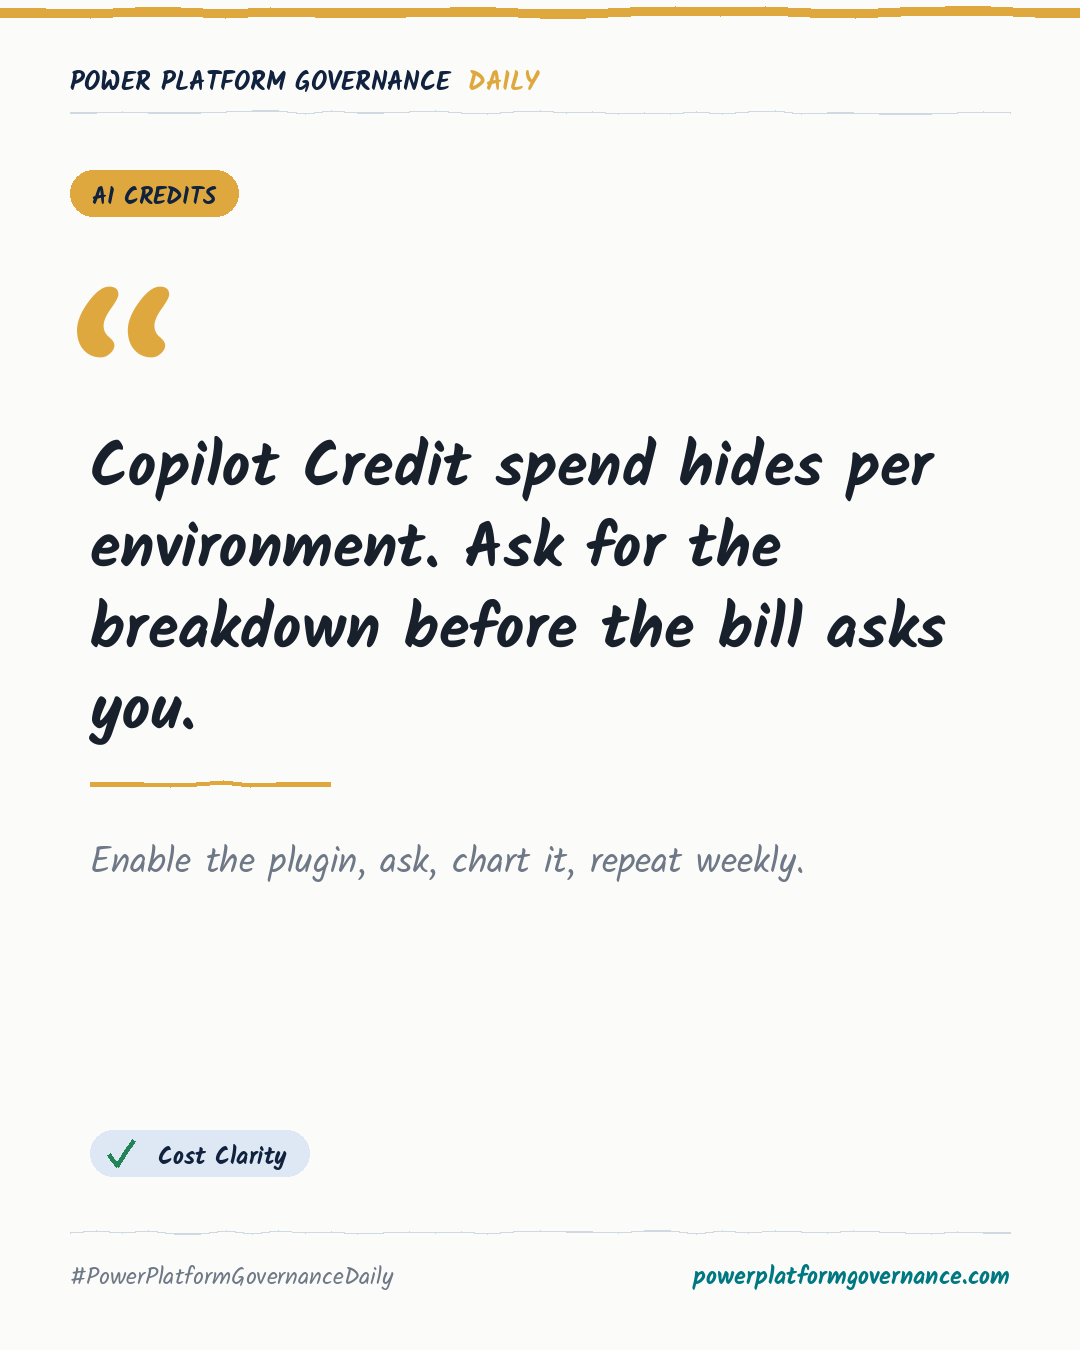 POWER PLATFORM GOVERNANCE DAILY
AI CREDITS
“
Copilot Credit spend hides per
environment. Ask for the
breakdown before the bill asks
you.
Enable the plugin, ask, chart it, repeat weekly.
Cost Clarity
#PowerPlatformGovernanceDaily
powerplatformgovernance.com